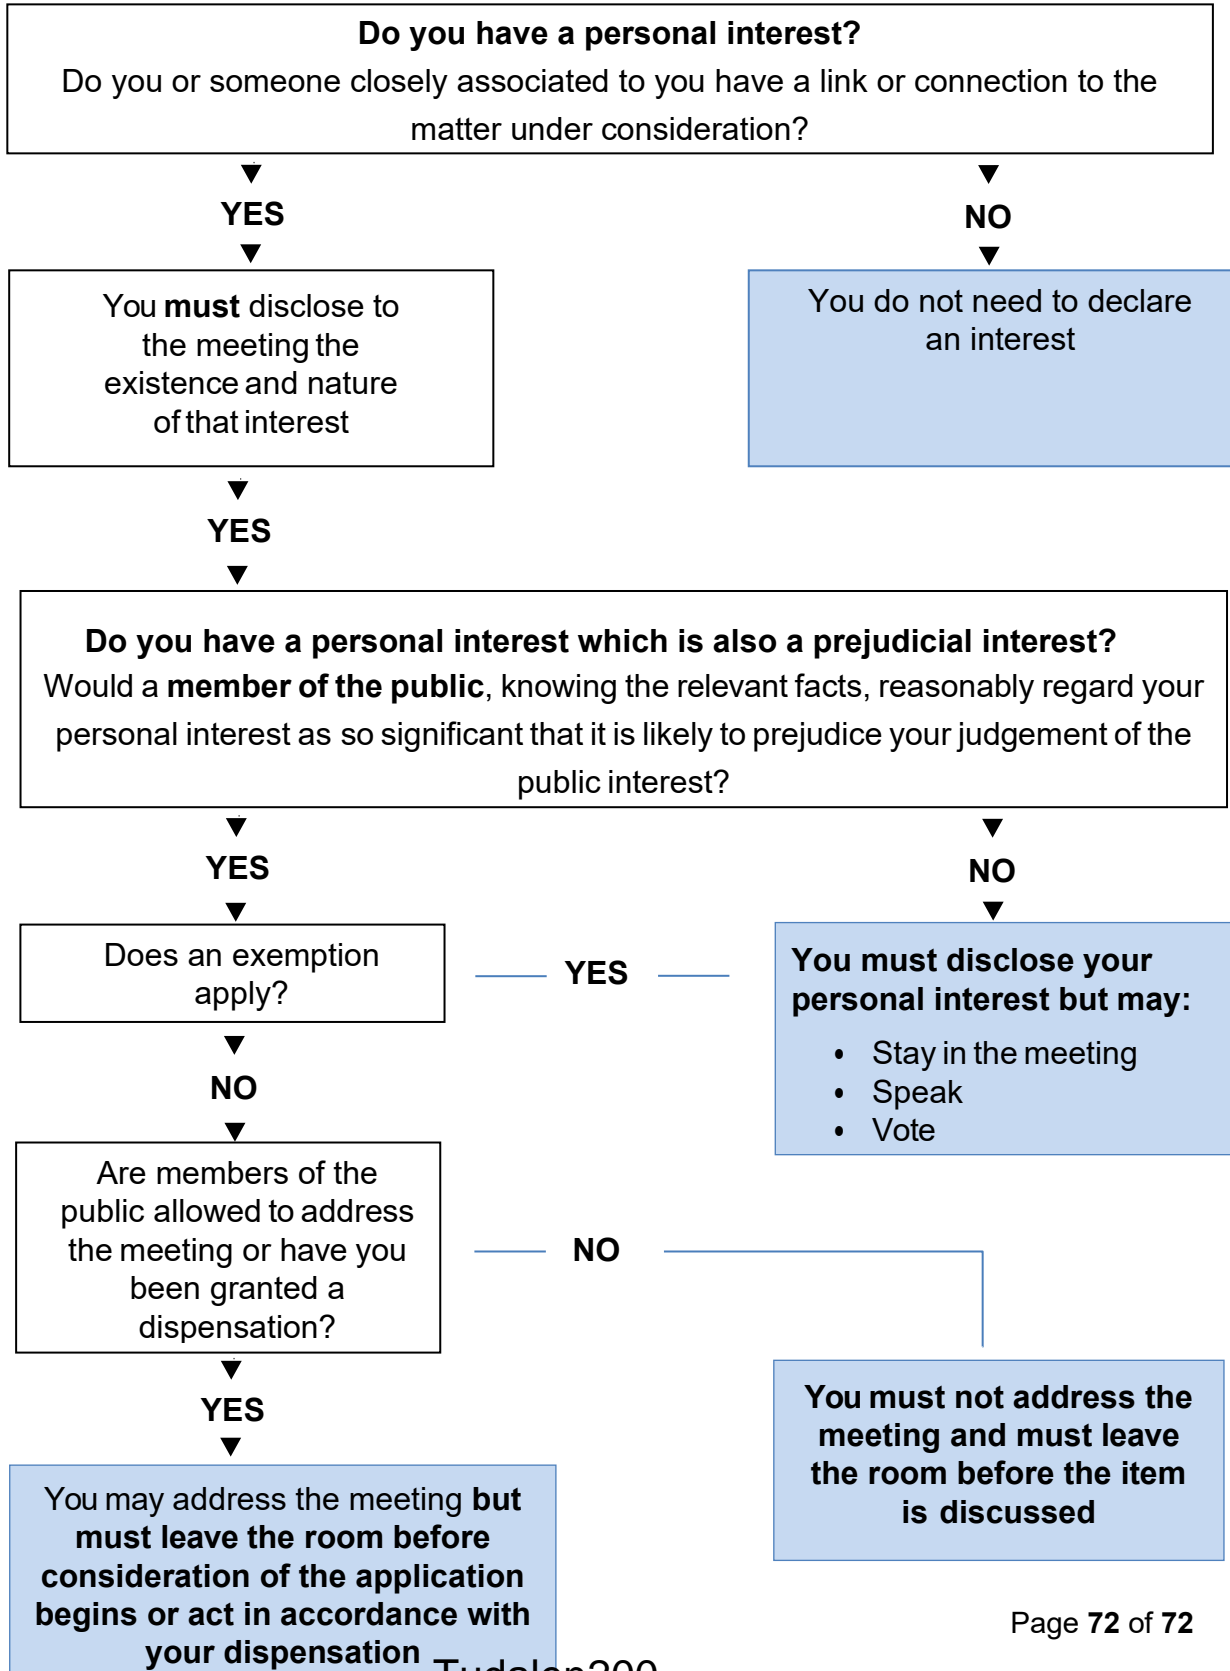 Do you have a personal interest?
Do you or someone closely associated to you have a link or connection to the
matter under consideration?
YES
NO
You must disclose to
the meeting the
existence and nature
of that interest
You do not need to declare
an interest
YES
Do you have a personal interest which is also a prejudicial interest?
Would a member of the public, knowing the relevant facts, reasonably regard your
personal interest as so significant that it is likely to prejudice your judgement of the
public interest?
YES
NO
Does an exemption
apply?
YES
You must disclose your
personal interest but may:
• Stay in the meeting
• Speak
• Vote
NO
Are members of the
public allowed to address
the meeting or have you
been granted a
dispensation?
NO
YES
You must not address the
meeting and must leave
the room before the item
is discussed
You may address the meeting but
must leave the room before
consideration of the application
begins or act in accordance with
your dispensation
Page 72 of 72
Tudalen200